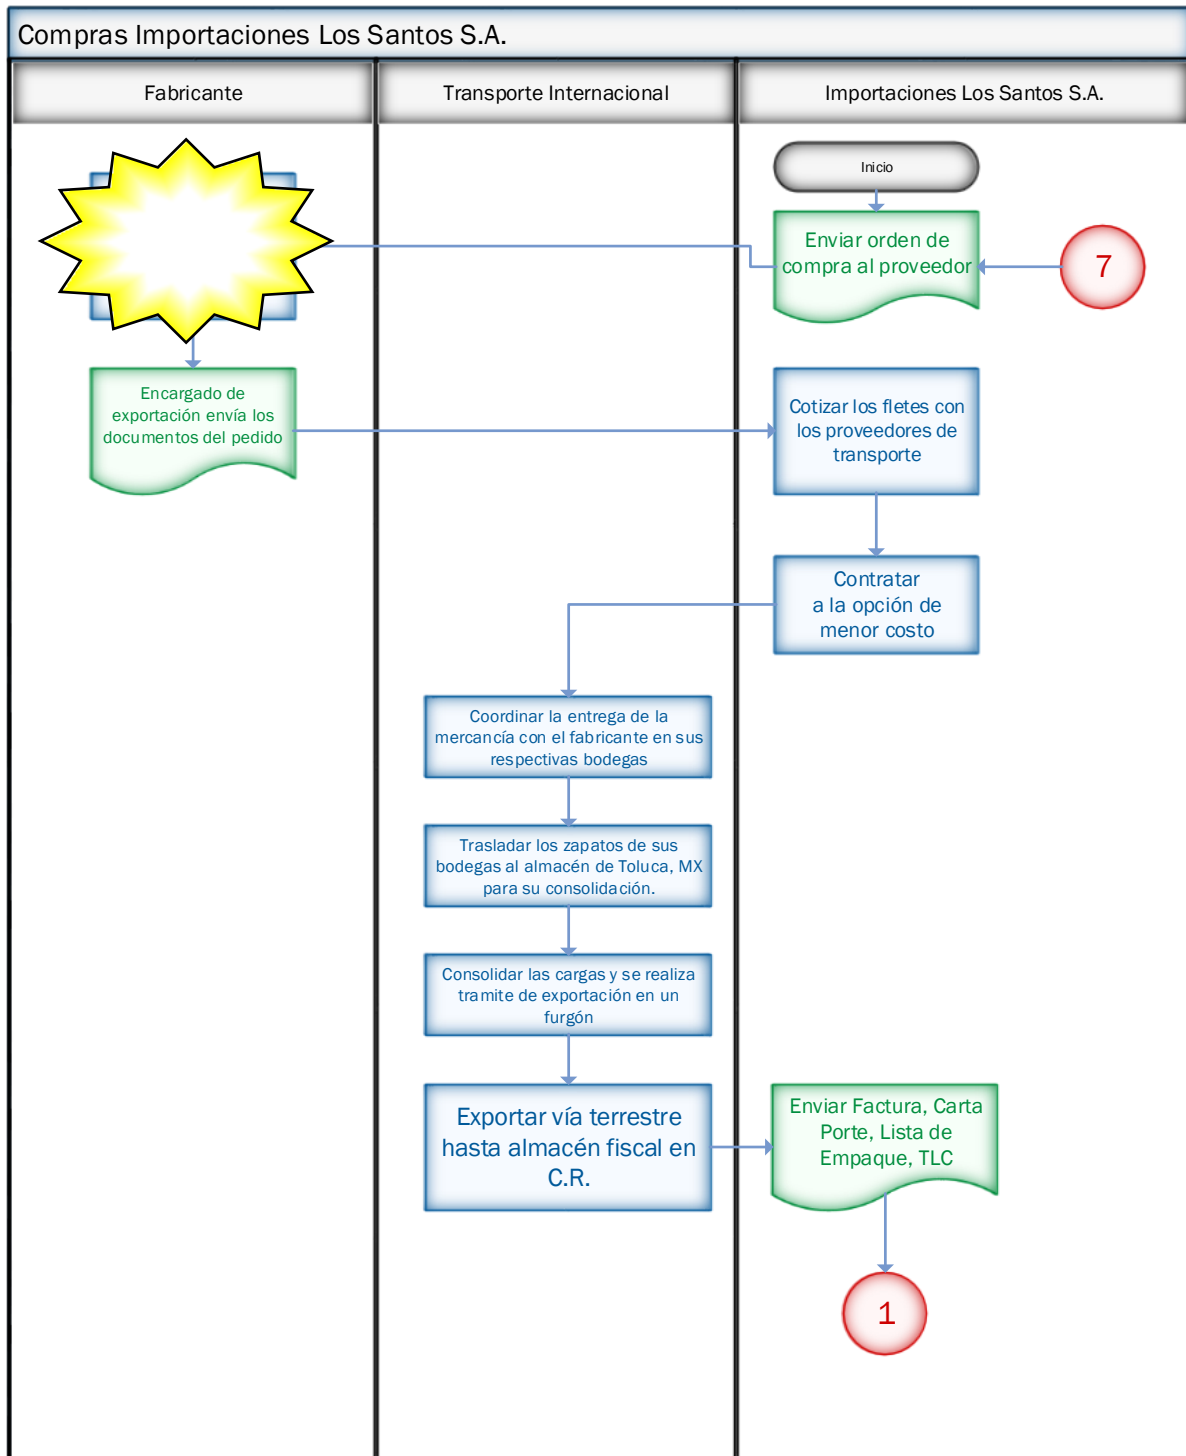 Compras Importaciones Los Santos S.A.
Fabricante
Transporte Internacional
Importaciones Los Santos S.A.
Inicio
Enviar orden de
compra al proveedor
7
Encargado de
exportación envía los
documentos del pedido
Cotizar los fletes con
los proveedores de
transporte
Contratar
a la opción de
menor costo
Coordinar la entrega de la
mercancía con el fabricante en sus
respectivas bodegas
Trasladar los zapatos de sus
bodegas al almacén de Toluca, MX
para su consolidación.
Consolidar las cargas y se realiza
tramite de exportación en un
furgón
Exportar vía terrestre
hasta almacén fiscal en
C.R.
Enviar Factura, Carta
Porte, Lista de
Empaque, TLC
1